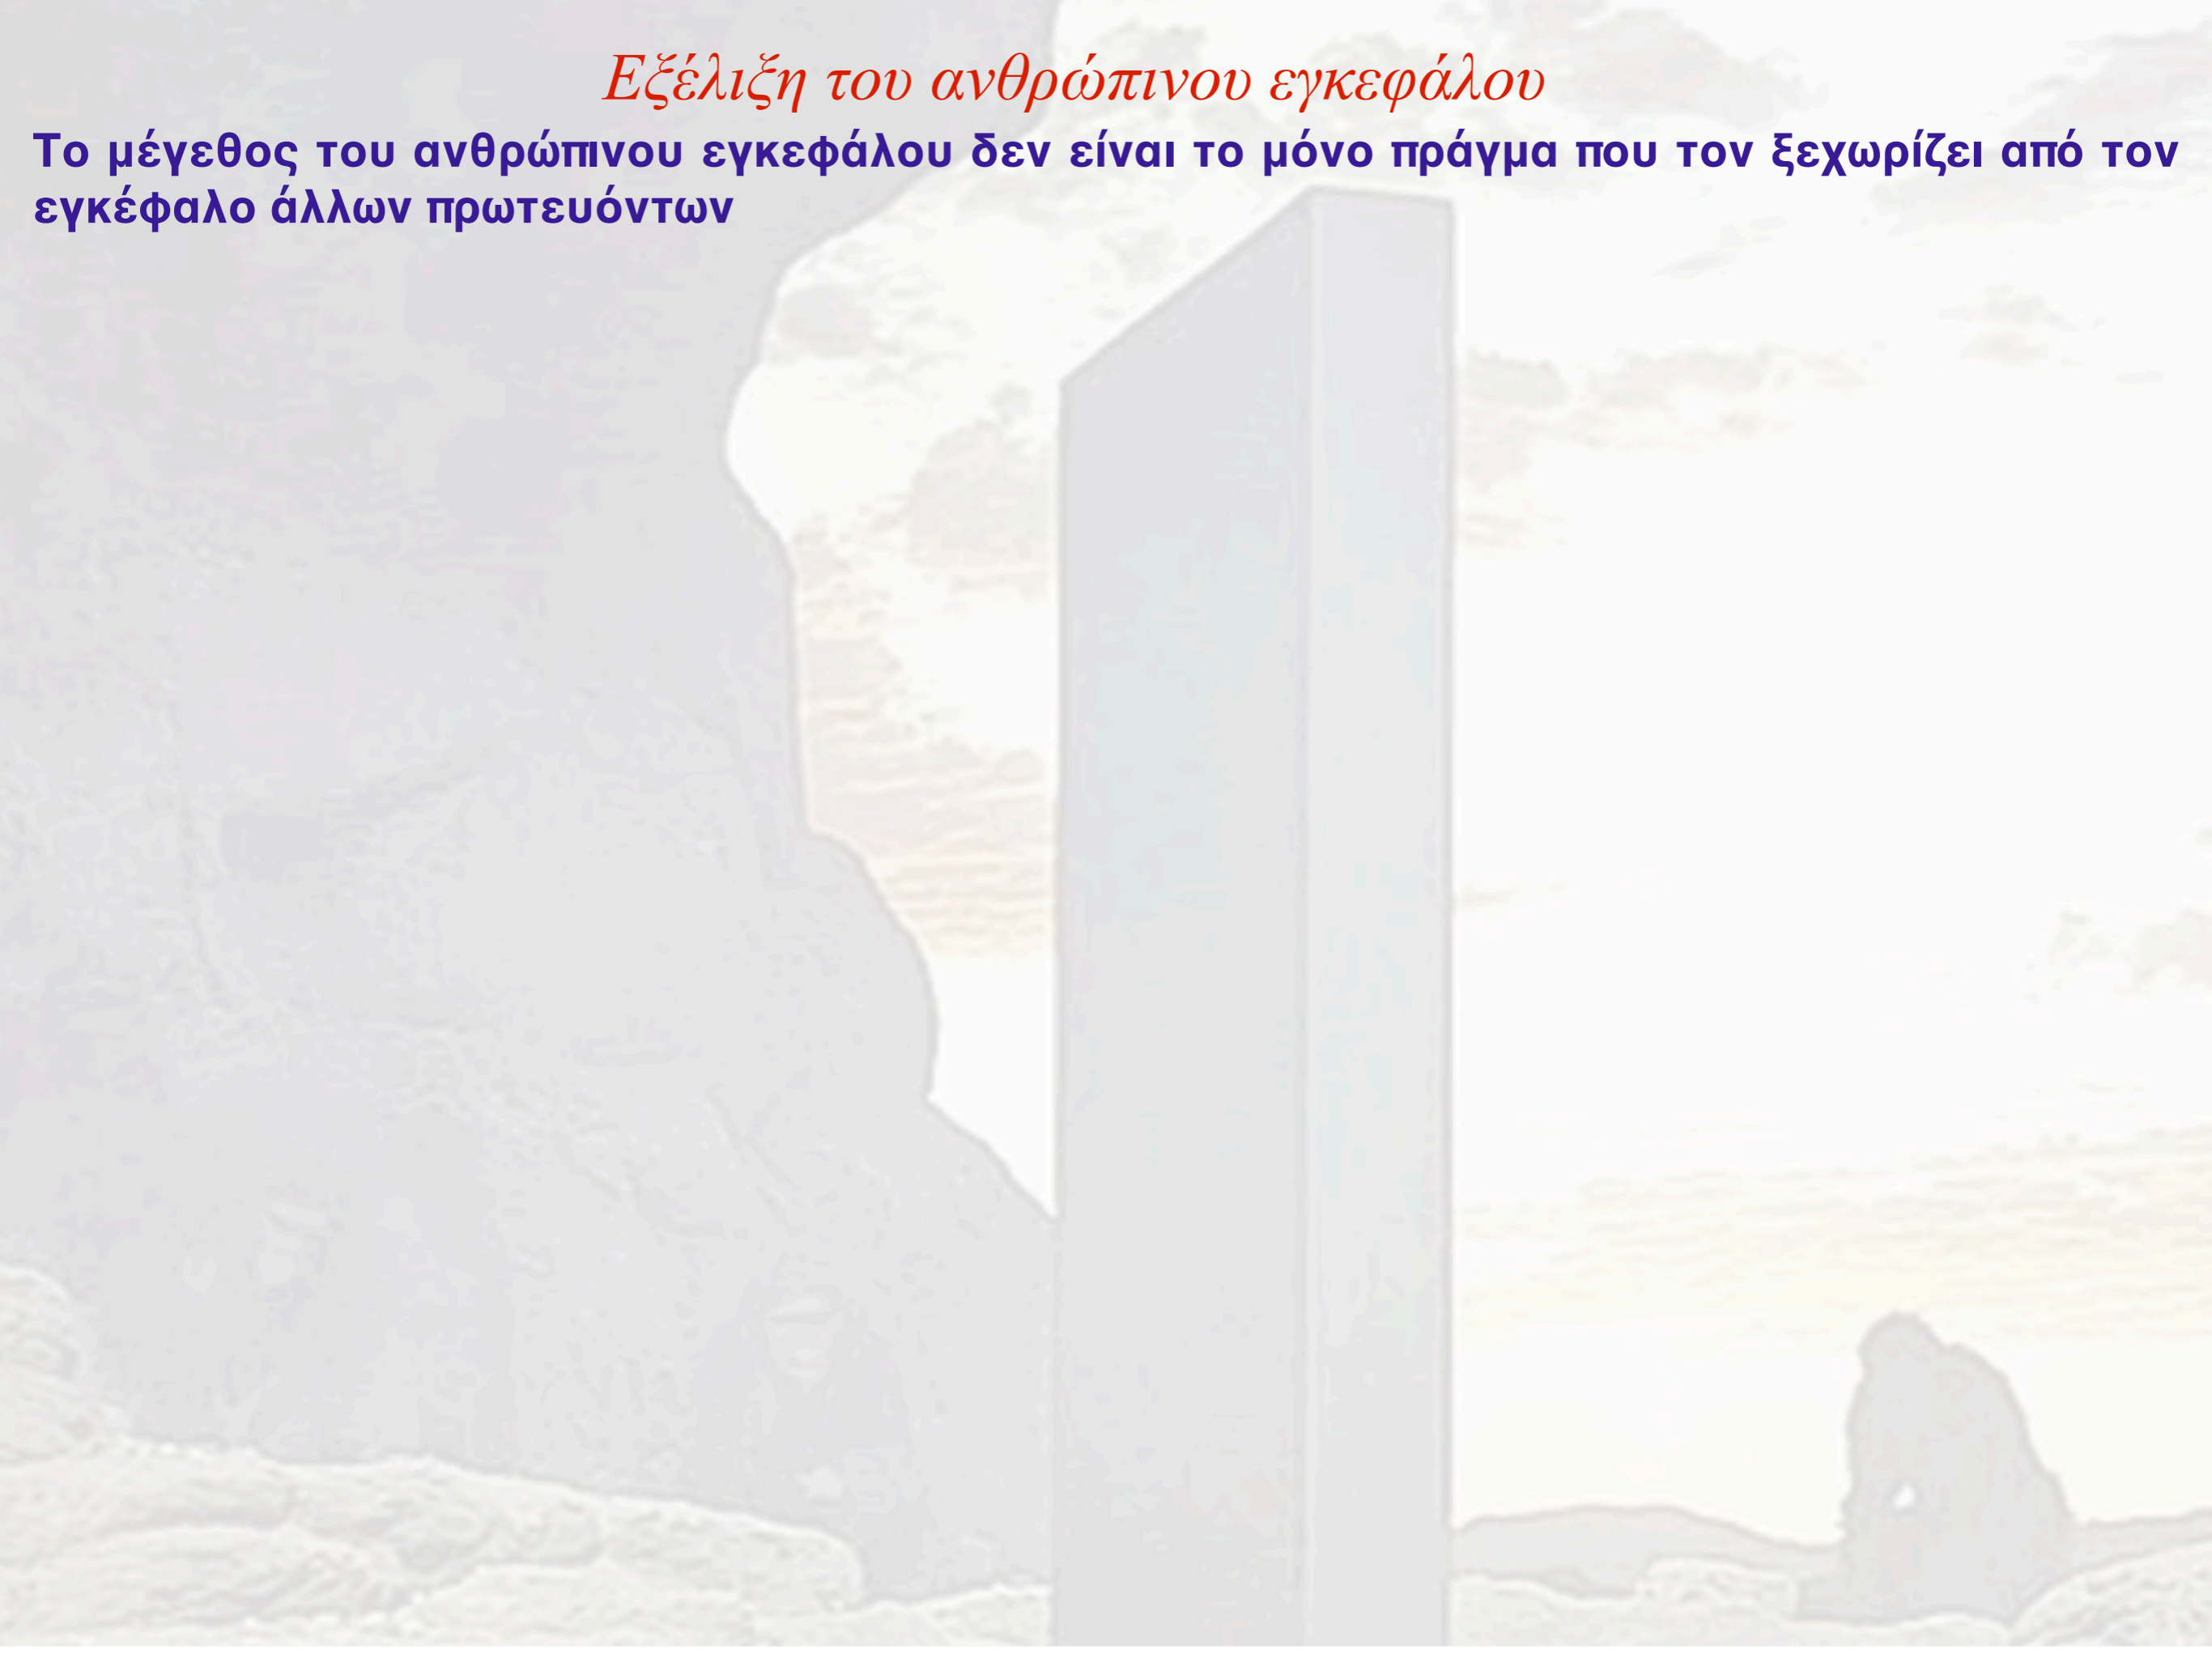 Εξέλιξη του ανθρώπινου εγκεφάλου
Το μέγεθος του ανθρώπινου εγκεφάλου δεν είναι το μόνο πράγμα που τον ξεχωρίζει από τον
εγκέφαλο άλλων πρωτευόντων